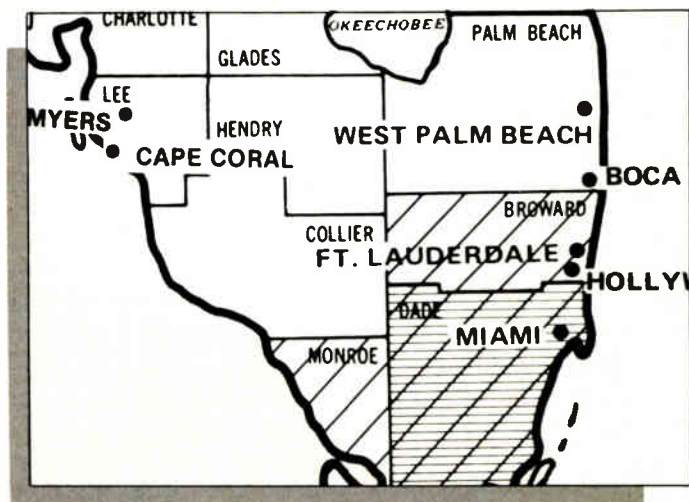 CHARLOTTE
OKEECHOBEE
PALM BEACH
GLADES
LEE
MYERS
HENDRY
WEST PALM BEACH
CAPE CORAL
BOCA
BROWARD
COLLIER
FT. LAUDERDALE
HOLLYW
DADE
MIAMI
MONROE